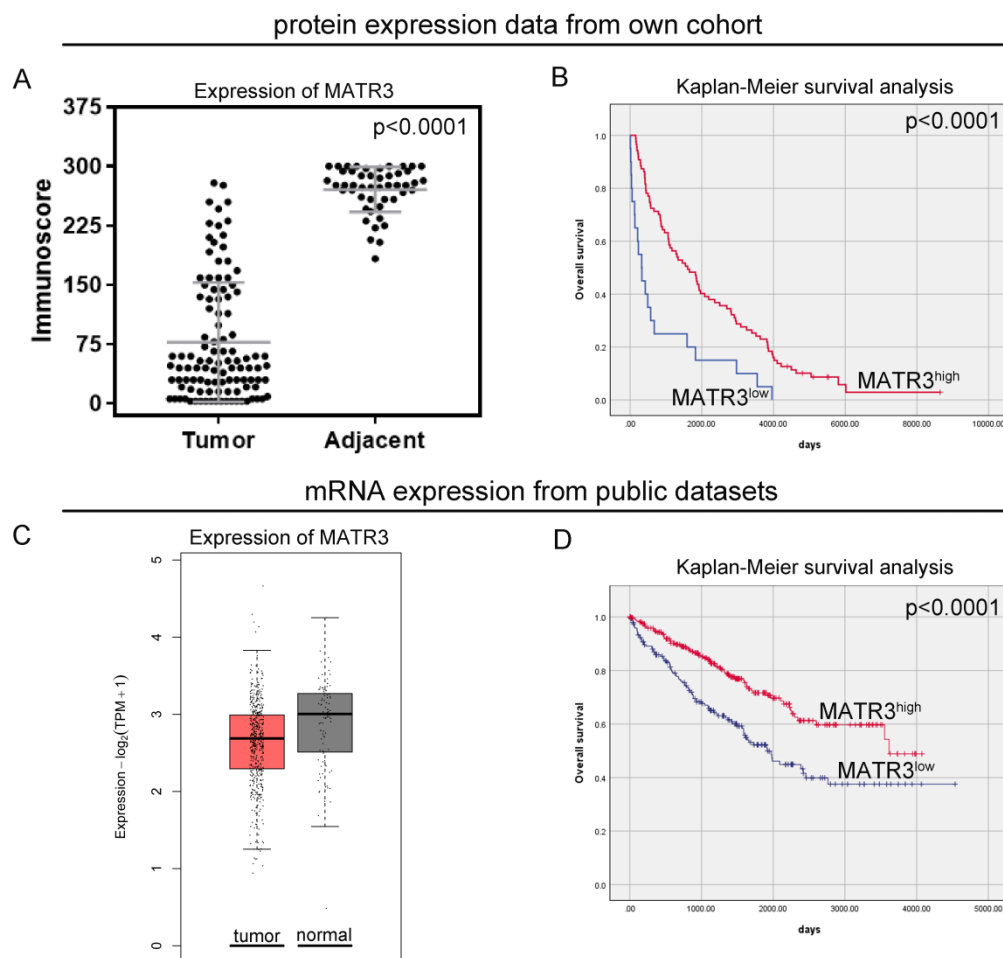 protein expression data from own cohort
A
Expression of MATR3
p<0.0001
Immunoscore
375
300
225
150
75
0
Tumor
Adjacent
B
Kaplan-Meier survival analysis
p<0.0001
Overall survival
1.0
0.8
0.6
0.4
0.2
0.0
MATR3low
MATR3high
.00
2000.00
4000.00
6000.00
8000.00
10000.00
days
mRNA expression from public datasets
C
Expression of MATR3
Expression – log2(TPM + 1)
5
4
3
2
1
0
tumor
normal
D
Kaplan-Meier survival analysis
p<0.0001
Overall survival
1.0
0.8
0.6
0.4
0.2
0.0
MATR3high
MATR3low
.00
1000.00
2000.00
3000.00
4000.00
5000.
days